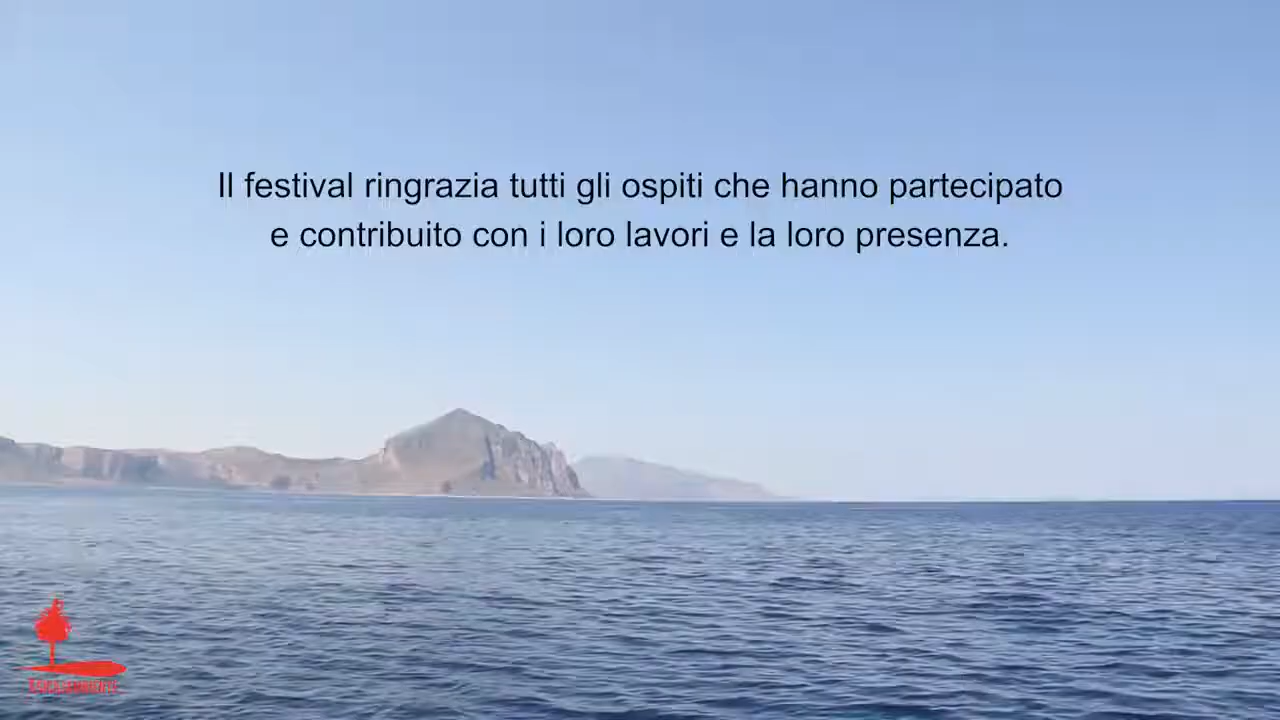 Il festival ringrazia tutti gli ospiti che hanno partecipato
e contribuito con i loro lavori e la loro presenza.